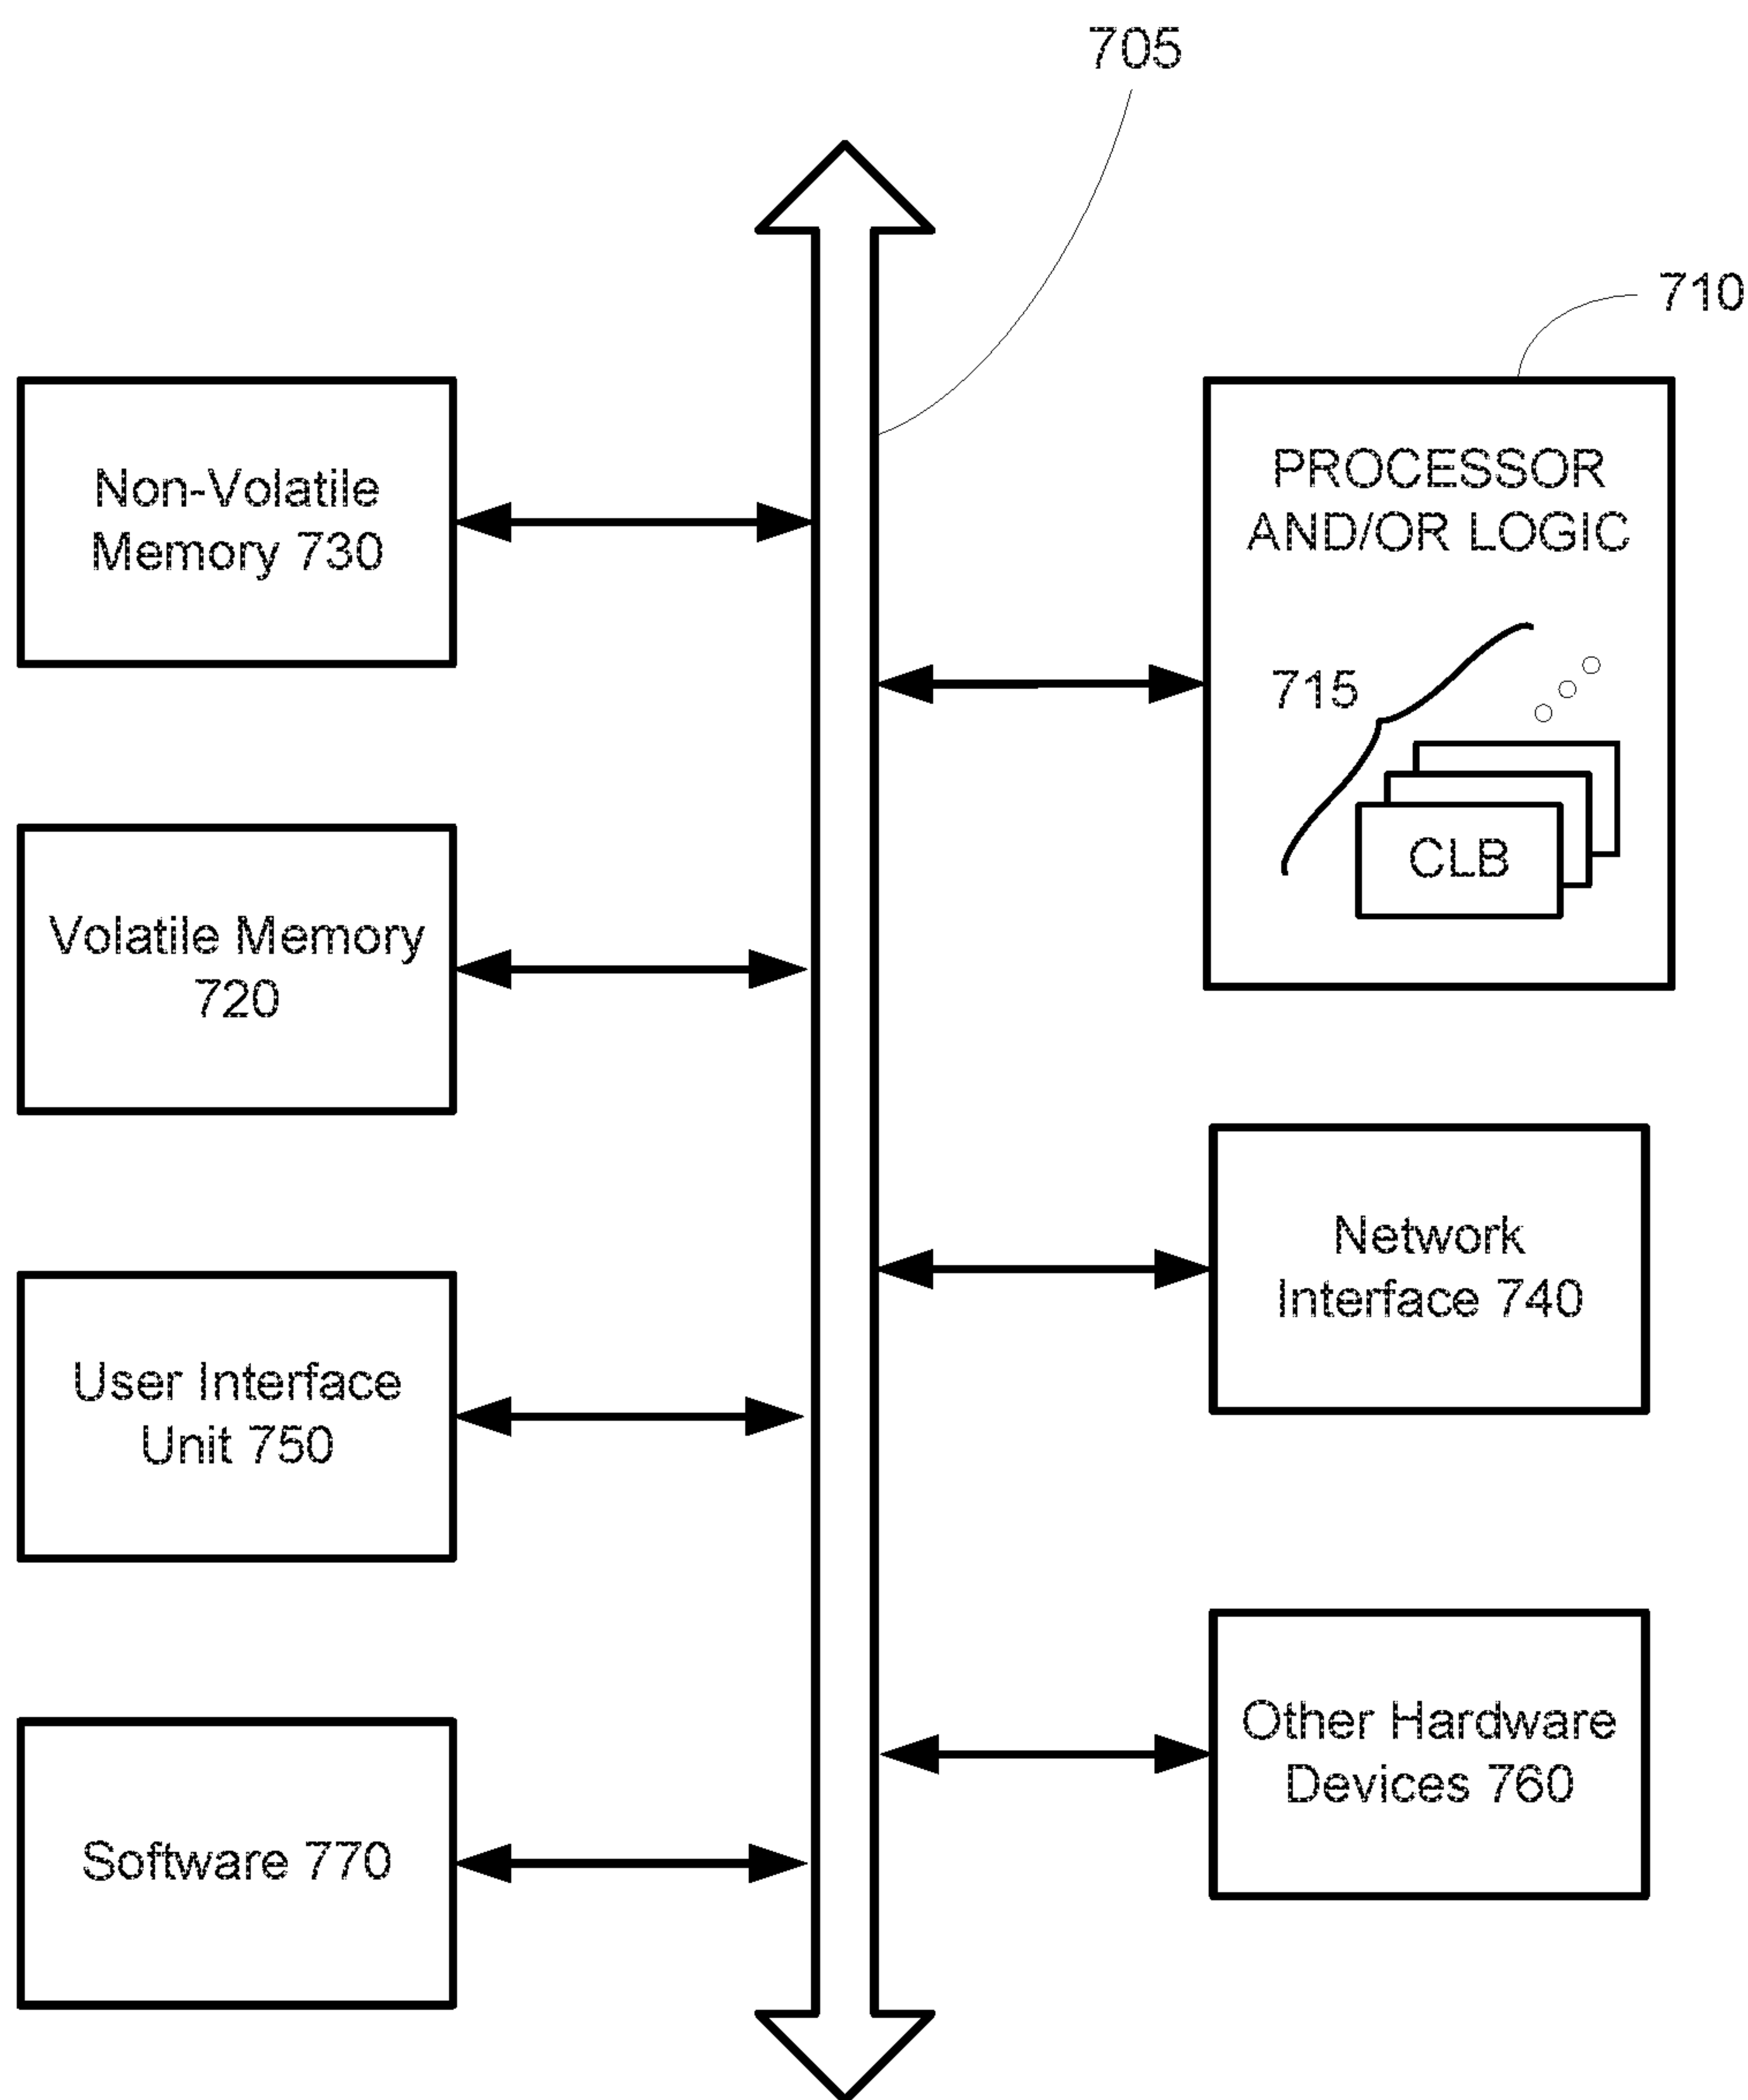 705
710
Non-Volatile
Memory 730
PROCESSOR
AND/OR LOGIC
715
CLB
Volatile Memory
720
Network
Interface 740
User Interface
Unit 750
Other Hardware
Devices 760
Software 770